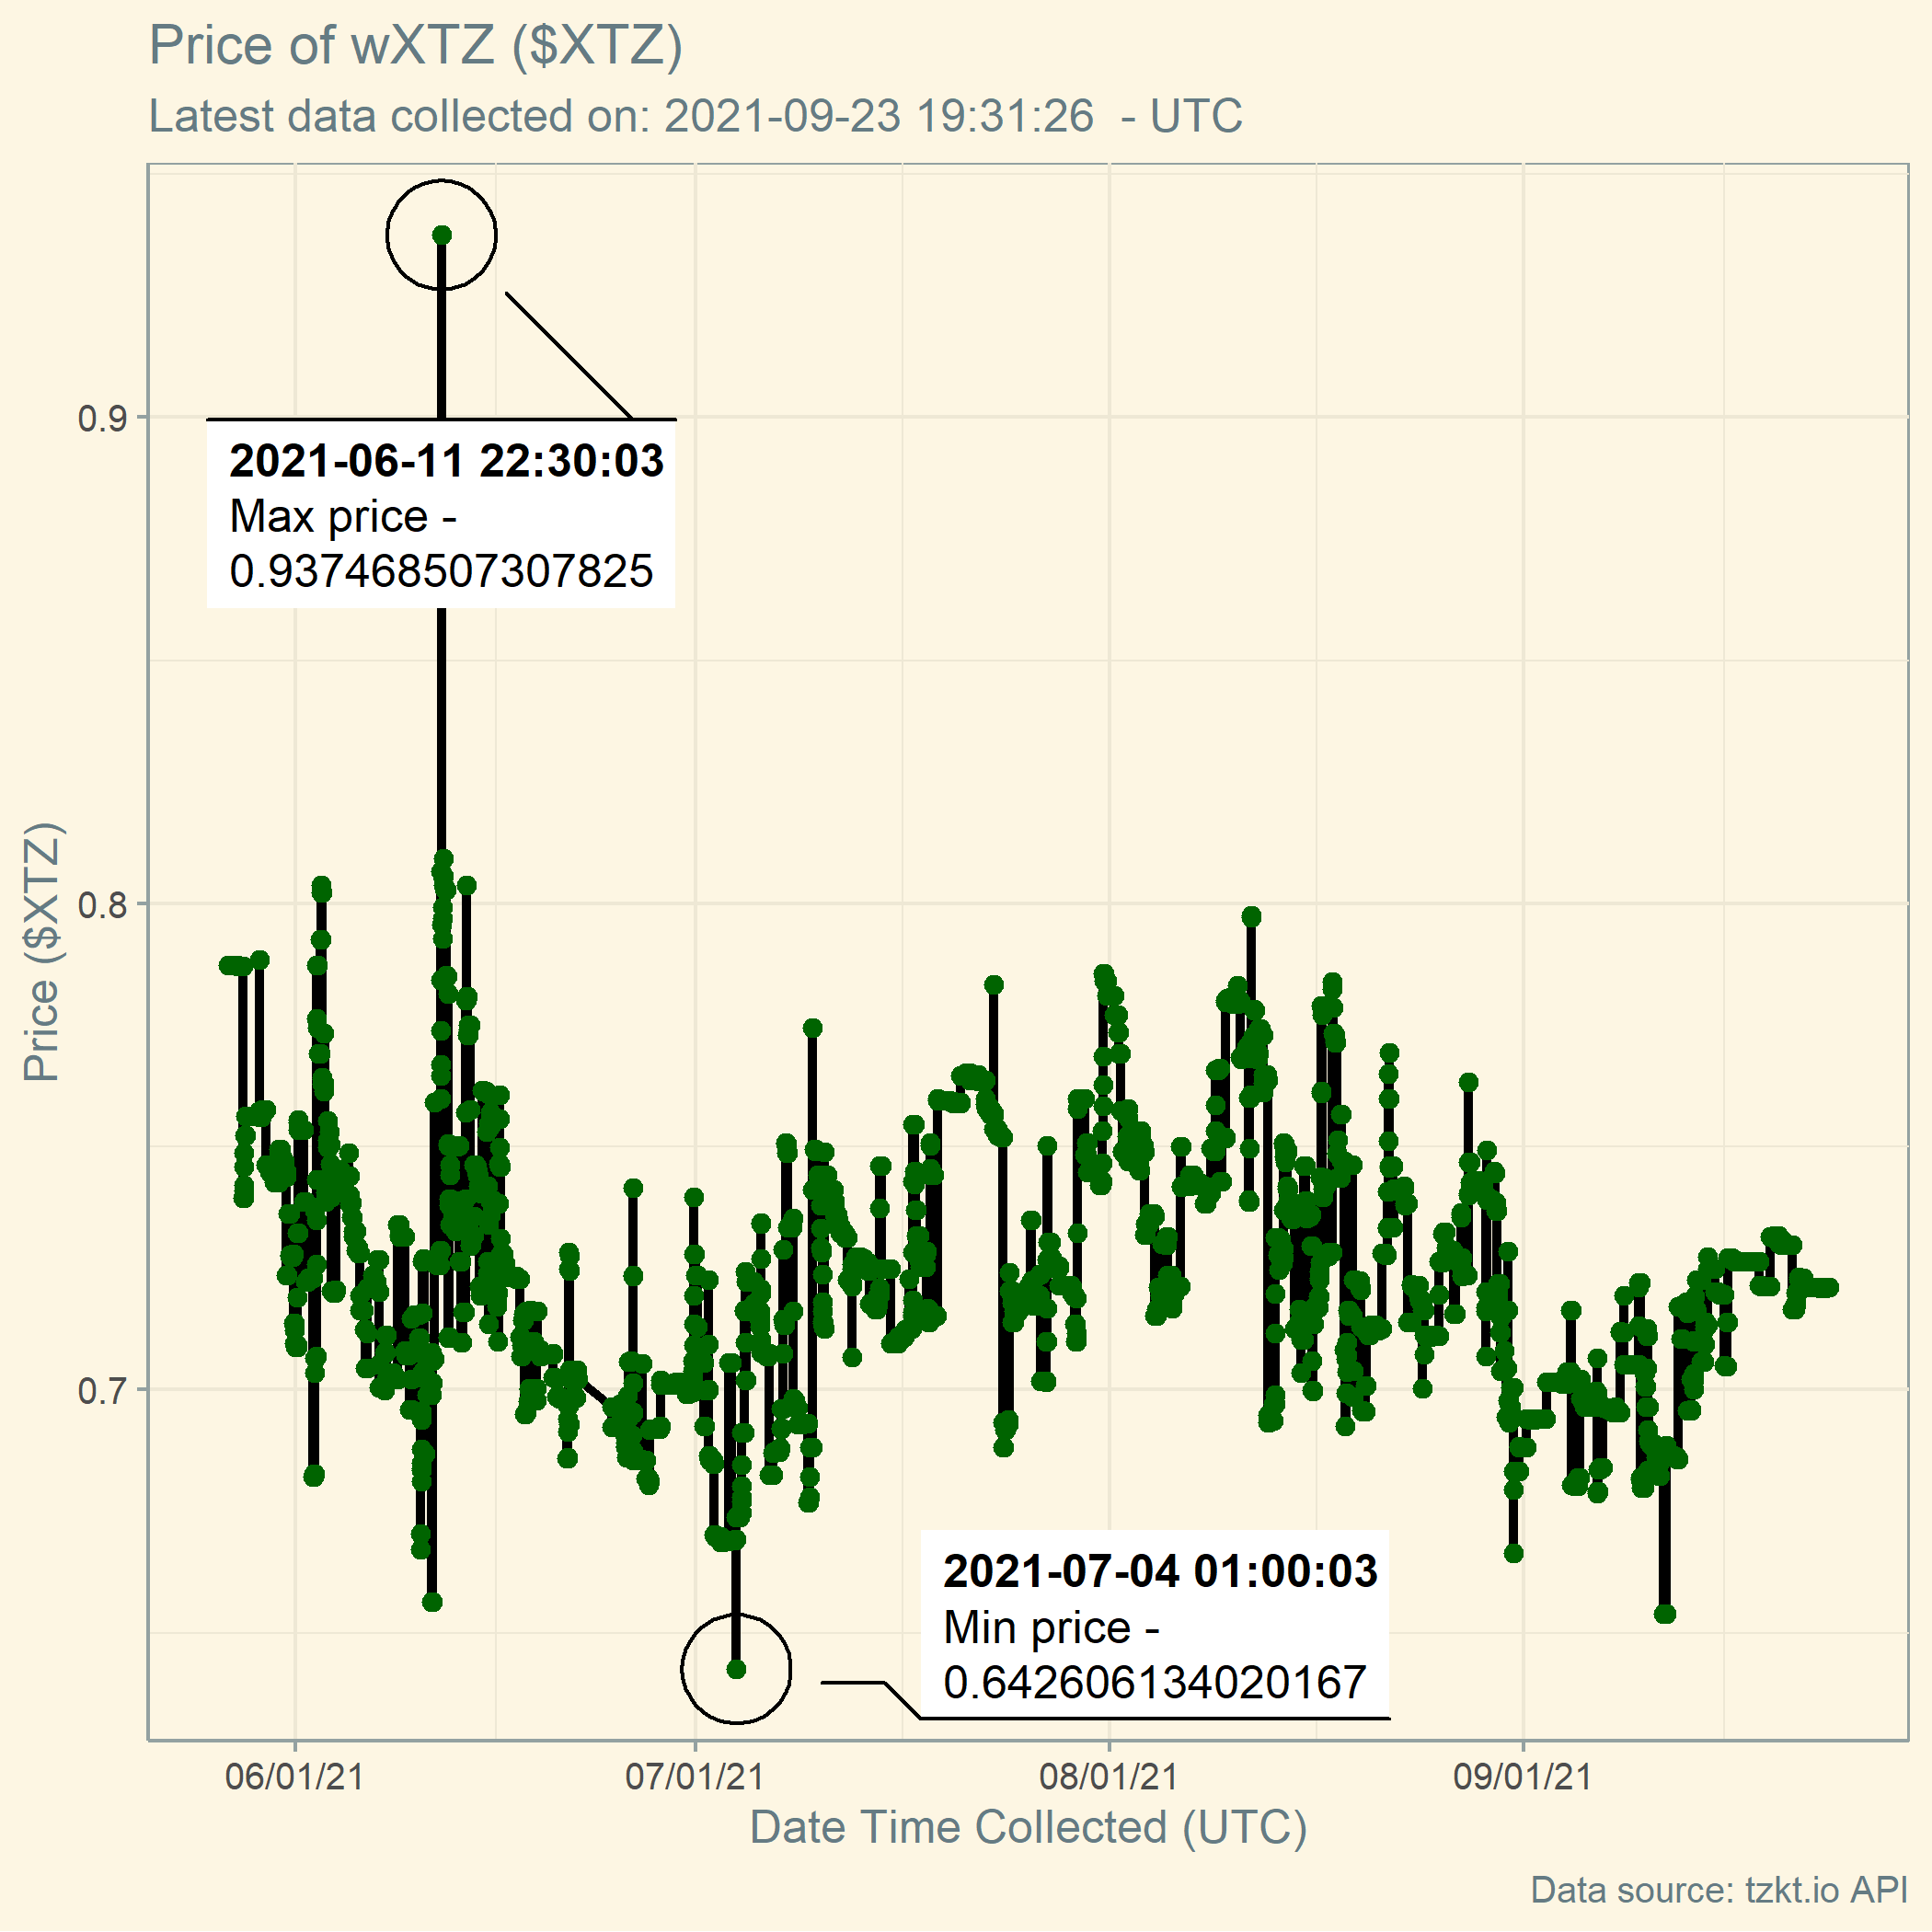 Price of wXTZ ($XTZ)
Latest data collected on: 2021-09-23 19:31:26  - UTC
2021-06-11 22:30:03
Max price -
0.937468507307825
0.9
0.8
0.7
Price ($XTZ)
2021-07-04 01:00:03
Min price -
0.642606134020167
06/01/21
07/01/21
08/01/21
09/01/21
Date Time Collected (UTC)
Data source: tzkt.io API